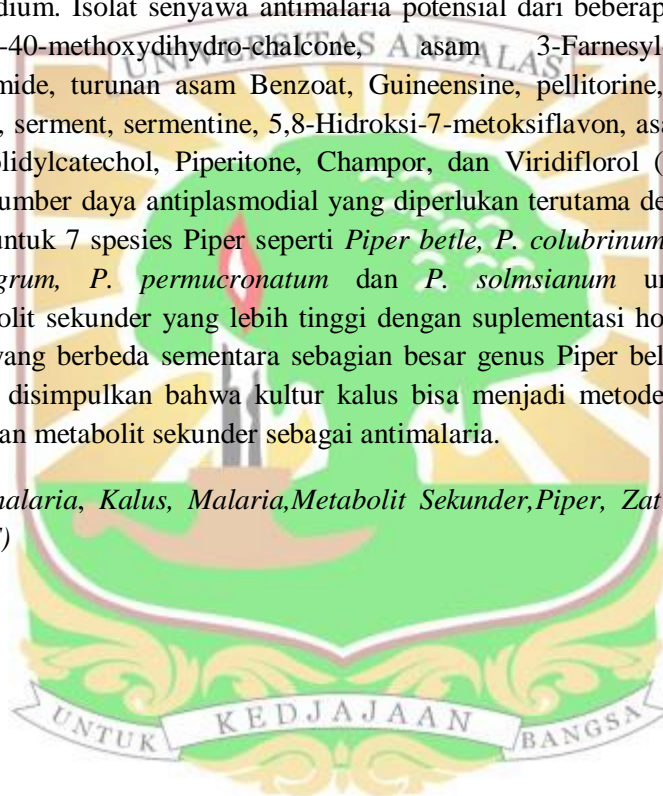 dium. Isolat senyawa antimalaria potensial dari beberap
-40-methoxydihydro-chalcone, asam 3-Farnesyl
mide, turunan asam Benzoat, Guineensine, pellitorine,
, serment, sermentine, 5,8-Hidroksi-7-metoksiflavon, asa
olidylcatechol, Piperitone, Champor, dan Viridiflorol (
umber daya antiplasmodial yang diperlukan terutama de
untuk 7 spesies Piper seperti Piper betle, P. colubrinum
grum, P. permucronatum dan P. solmsianum un
olit sekunder yang lebih tinggi dengan suplementasi ho
yang berbeda sementara sebagian besar genus Piper bel
disimpulkan bahwa kultur kalus bisa menjadi metode
an metabolit sekunder sebagai antimalaria.
malaria, Kalus, Malaria,Metabolit Sekunder,Piper, Zat
)
UNIVERSITAS ANDALAS
UNTUK KEDJAJAAN BANGSA